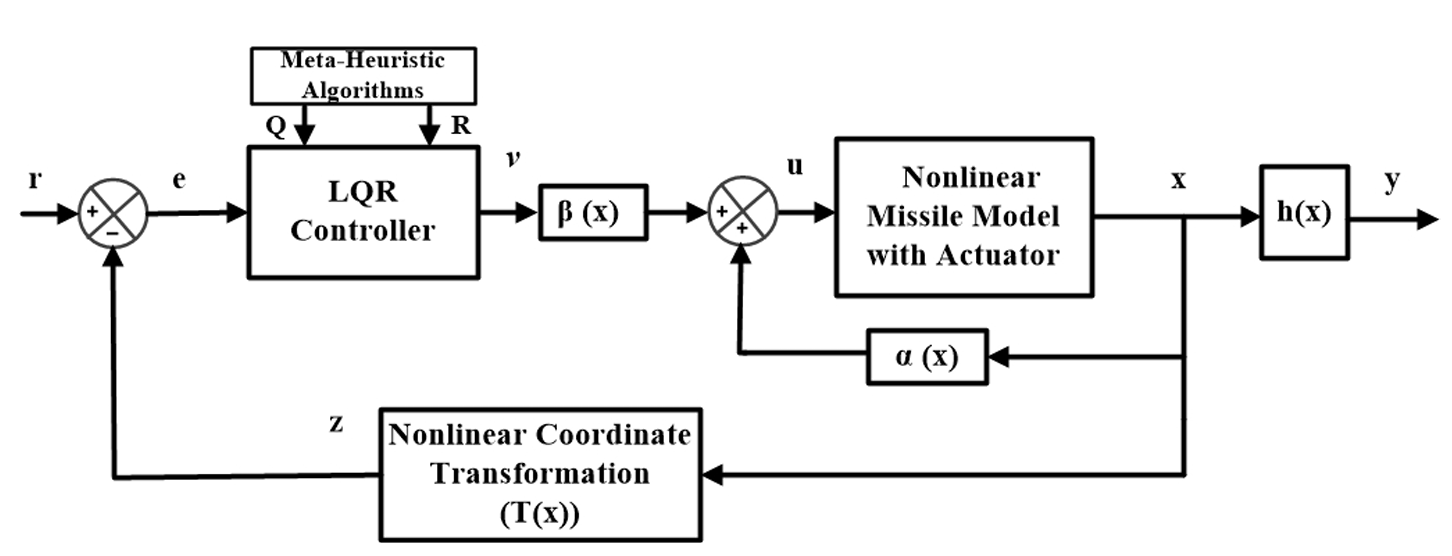 Meta-Heuristic
Algorithms
Q
R
r
+
−
e
LQR
Controller
v
β (x)
+
+
u
Nonlinear
Missile Model
with Actuator
x
h(x)
y
α (x)
z
Nonlinear Coordinate
Transformation
(T(x))